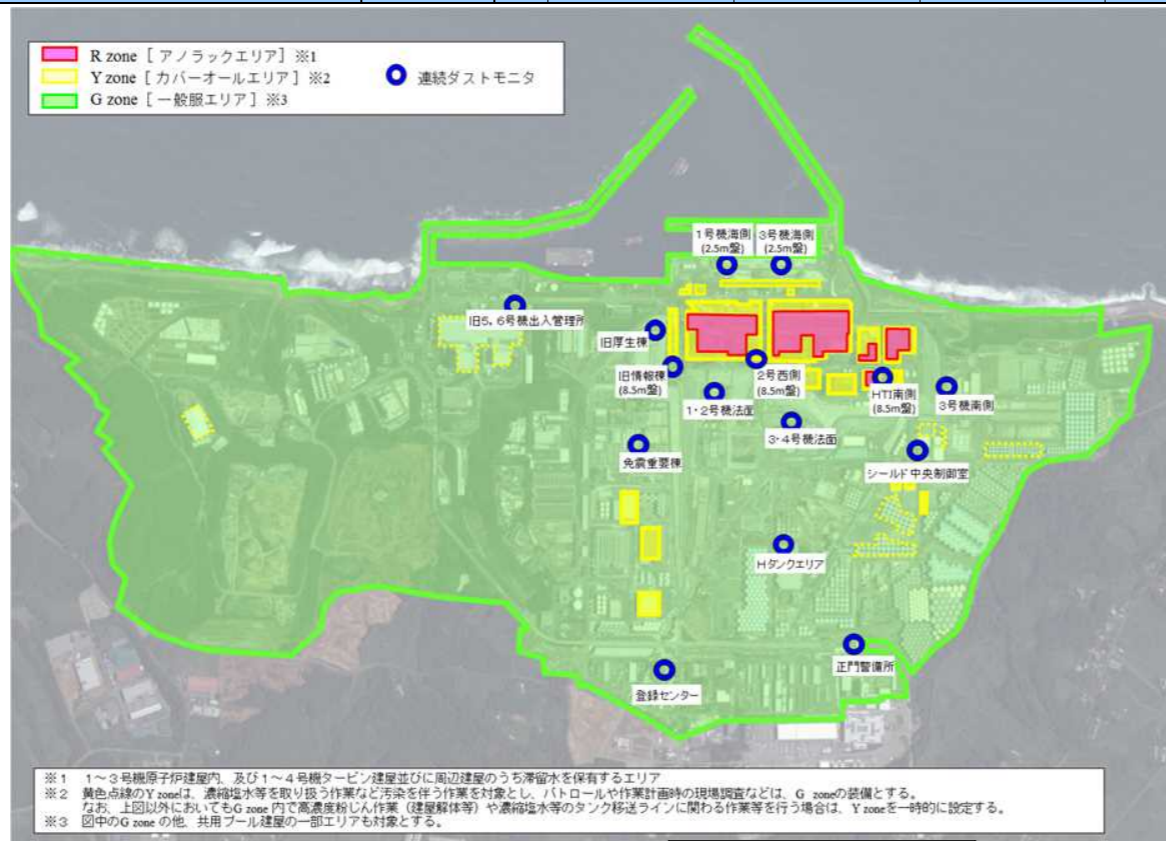 R zone [ アノラックエリア] ※1
Y zone [ カバーオールエリア] ※2
G zone [ 一般服エリア] ※3
連続ダストモニタ
1号機海側
(2.5m盤)
3号機海側
(2.5m盤)
旧5，6号機出入管理所
旧厚生棟
旧情報棟
(8.5m盤)
2号西側
(8.5m盤)
1・2号機法面
HTI南側
(8.5m盤)
3号機南側
3・4号機法面
免震重要棟
シールド中央制御室
Hタンクエリア
正門警備所
登録センター
※1 1～3号機原子炉建屋内、及び1～4号機タービン建屋並びに周辺建屋のうち滞留水を保有するエリア
※2 黄色点線のY zoneは、濃縮塩水等を取り扱う作業など汚染を伴う作業を対象とし、パトロールや作業計画時の現場調査などは、G zoneの装備とする。
なお、上図以外においてもG zone 内で高濃度粉じん作業（建屋解体等）や濃縮塩水等のタンク移送ラインに関わる作業等を行う場合は、Y zoneを一時的に設定する。
※3 図中のG zone の他、共用プール建屋の一部エリアも対象とする。